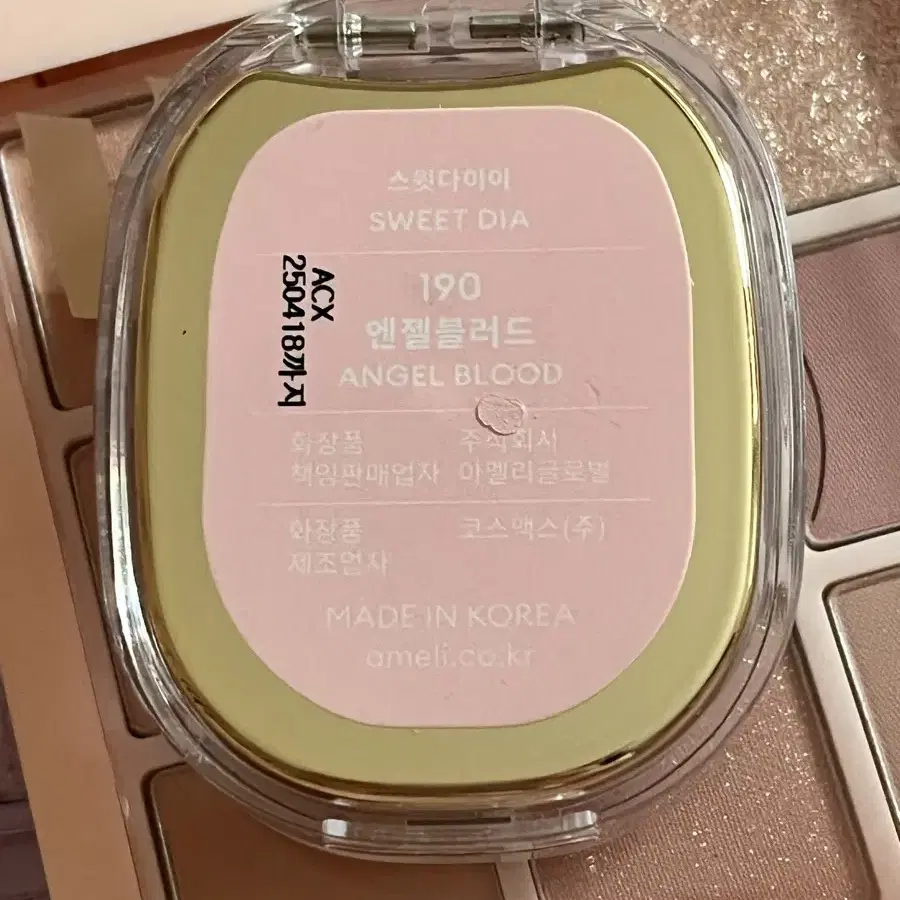 스윗다이아
SWEET DIA
190
엔젤블러드
ANGEL BLOOD
ACX
250418까지
화장품 주식회사
책임판매업자 아멜리글로벌
화장품 코스맥스(주)
제조업자
MADE IN KOREA
ameli.co.kr